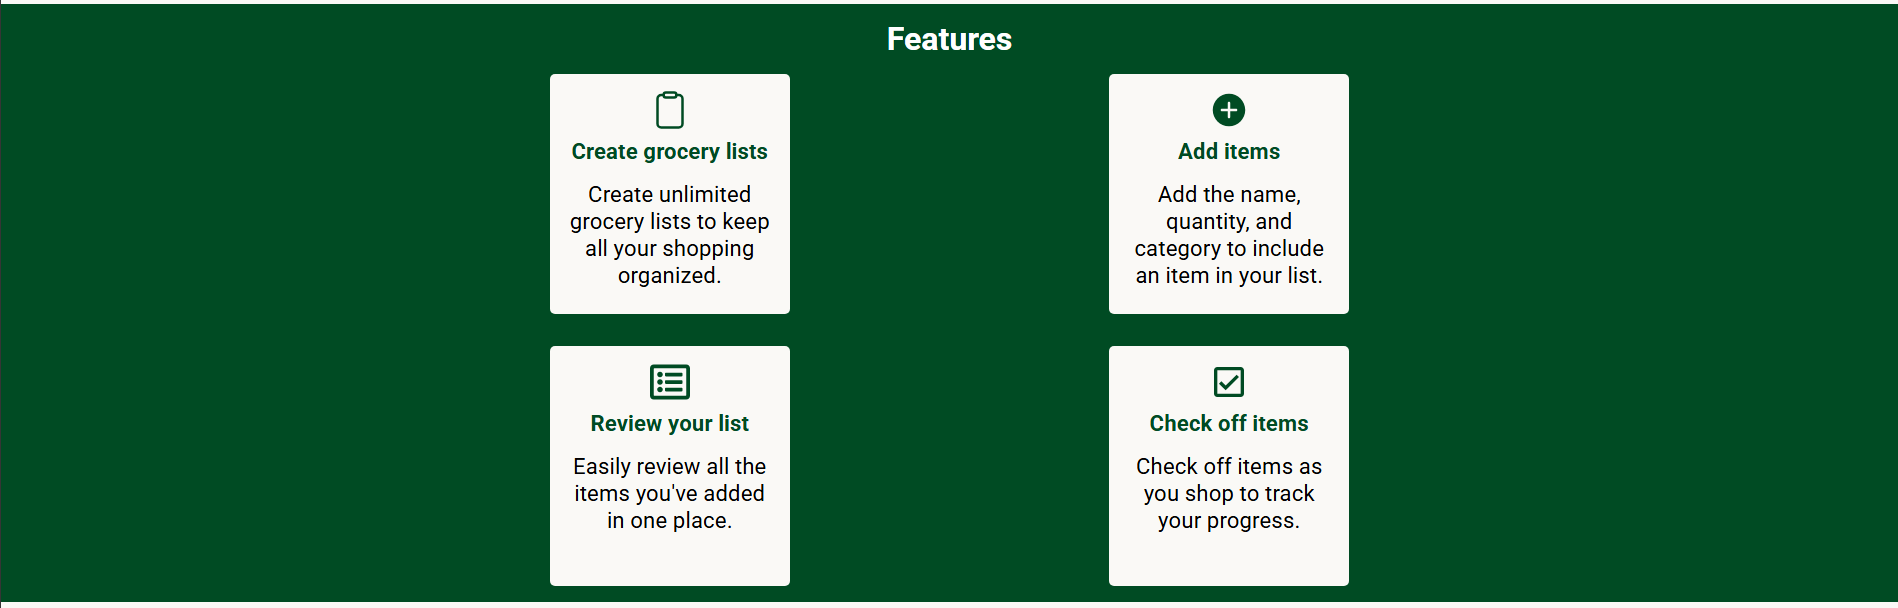 Features
Create grocery lists
Create unlimited
grocery lists to keep
all your shopping
organized.
Add items
Add the name,
quantity, and
category to include
an item in your list.
Review your list
Easily review all the
items you've added
in one place.
Check off items
Check off items as
you shop to track
your progress.